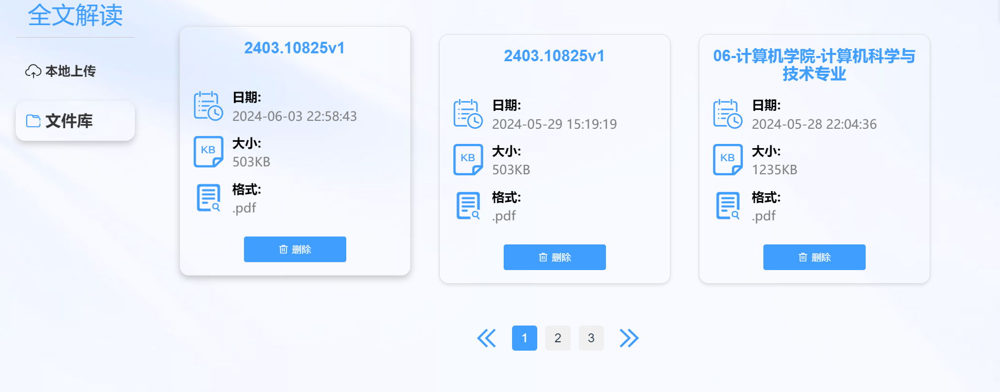 全文解读
本地上传
文件库
2403.10825v1
日期:
2024-06-03 22:58:43
KB
大小:
503KB
格式:
.pdf
删除
2403.10825v1
日期:
2024-05-29 15:19:19
KB
大小:
503KB
格式:
.pdf
删除
06-计算机学院-计算机科学与
技术专业
日期:
2024-05-28 22:04:36
KB
大小:
1235KB
格式:
.pdf
删除
1 2 3